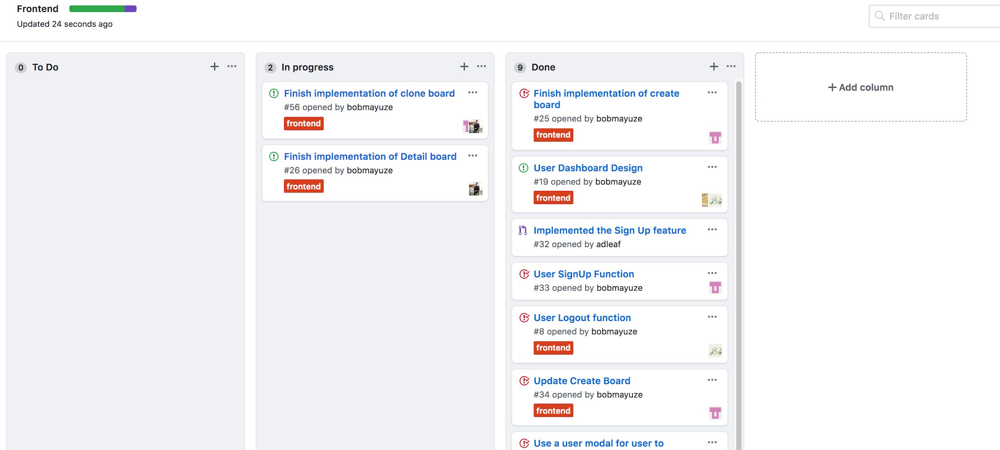 Frontend
Updated 24 seconds ago
Filter cards
0 To Do
2 In progress
Finish implementation of clone board
#56 opened by bobmayuze
frontend
Finish implementation of Detail board
#26 opened by bobmayuze
frontend
9 Done
Finish implementation of create
board
#25 opened by bobmayuze
frontend
User Dashboard Design
#19 opened by bobmayuze
frontend
Implemented the Sign Up feature
#32 opened by adleaf
User SignUp Function
#33 opened by bobmayuze
User Logout function
#8 opened by bobmayuze
frontend
Update Create Board
#34 opened by bobmayuze
frontend
Use a user modal for user to
+ Add column